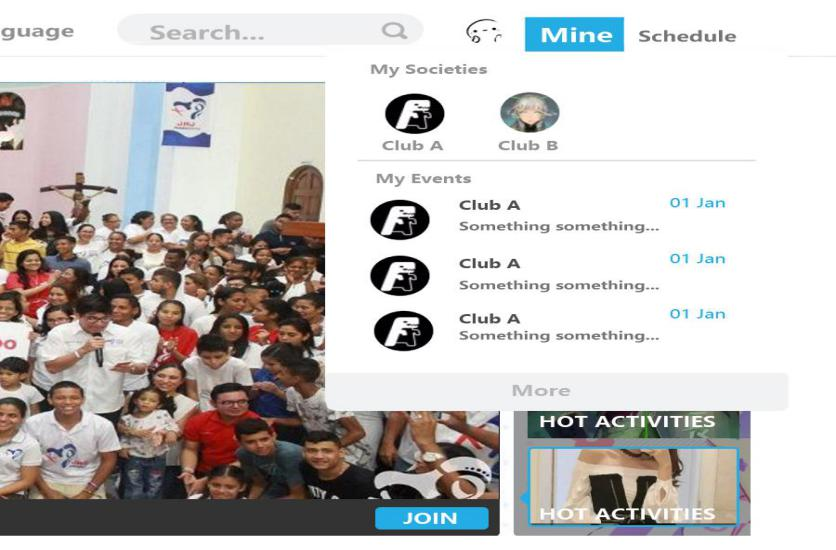 guage
Search...
Mine
Schedule
My Societies
Club A
Club B
My Events
Club A
01 Jan
Something something...
Club A
01 Jan
Something something...
Club A
01 Jan
Something something...
More
JMJ
HOT ACTIVITIES
HOT ACTIVITIES
JOIN